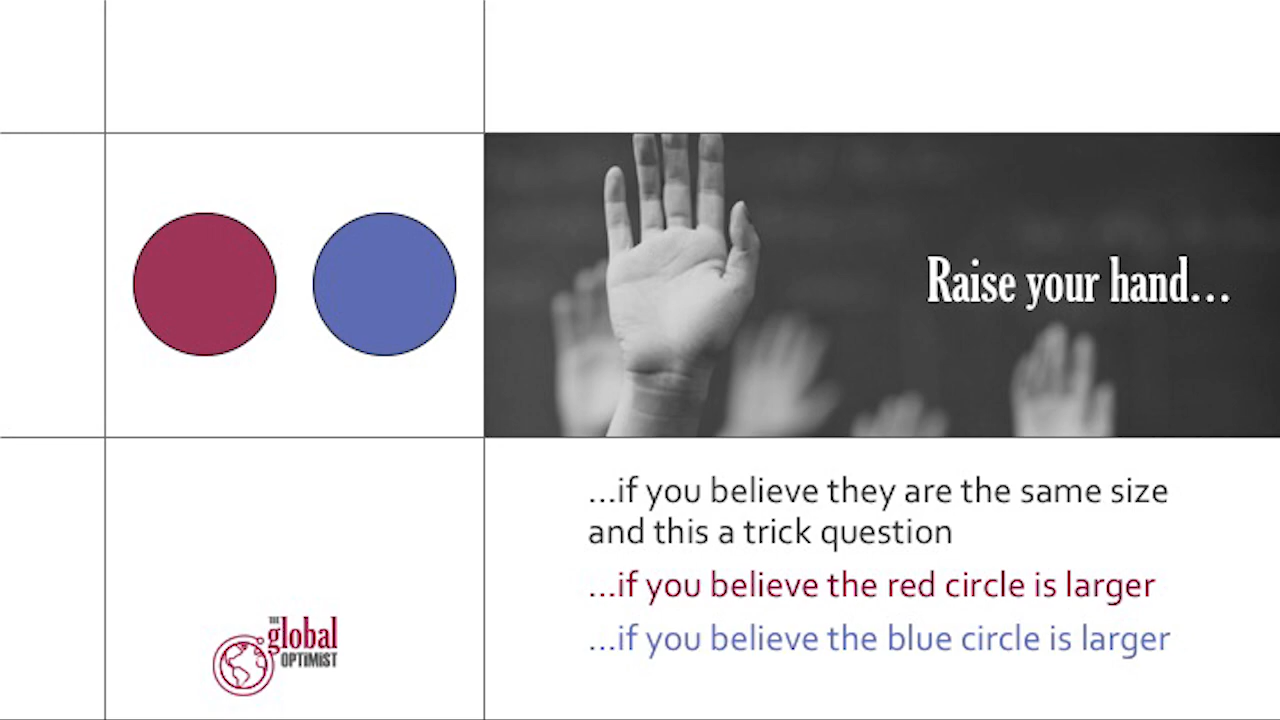 Raise your hand...
...if you believe they are the same size
and this a trick question
...if you believe the red circle is larger
...if you believe the blue circle is larger
THE
global
OPTIMIST